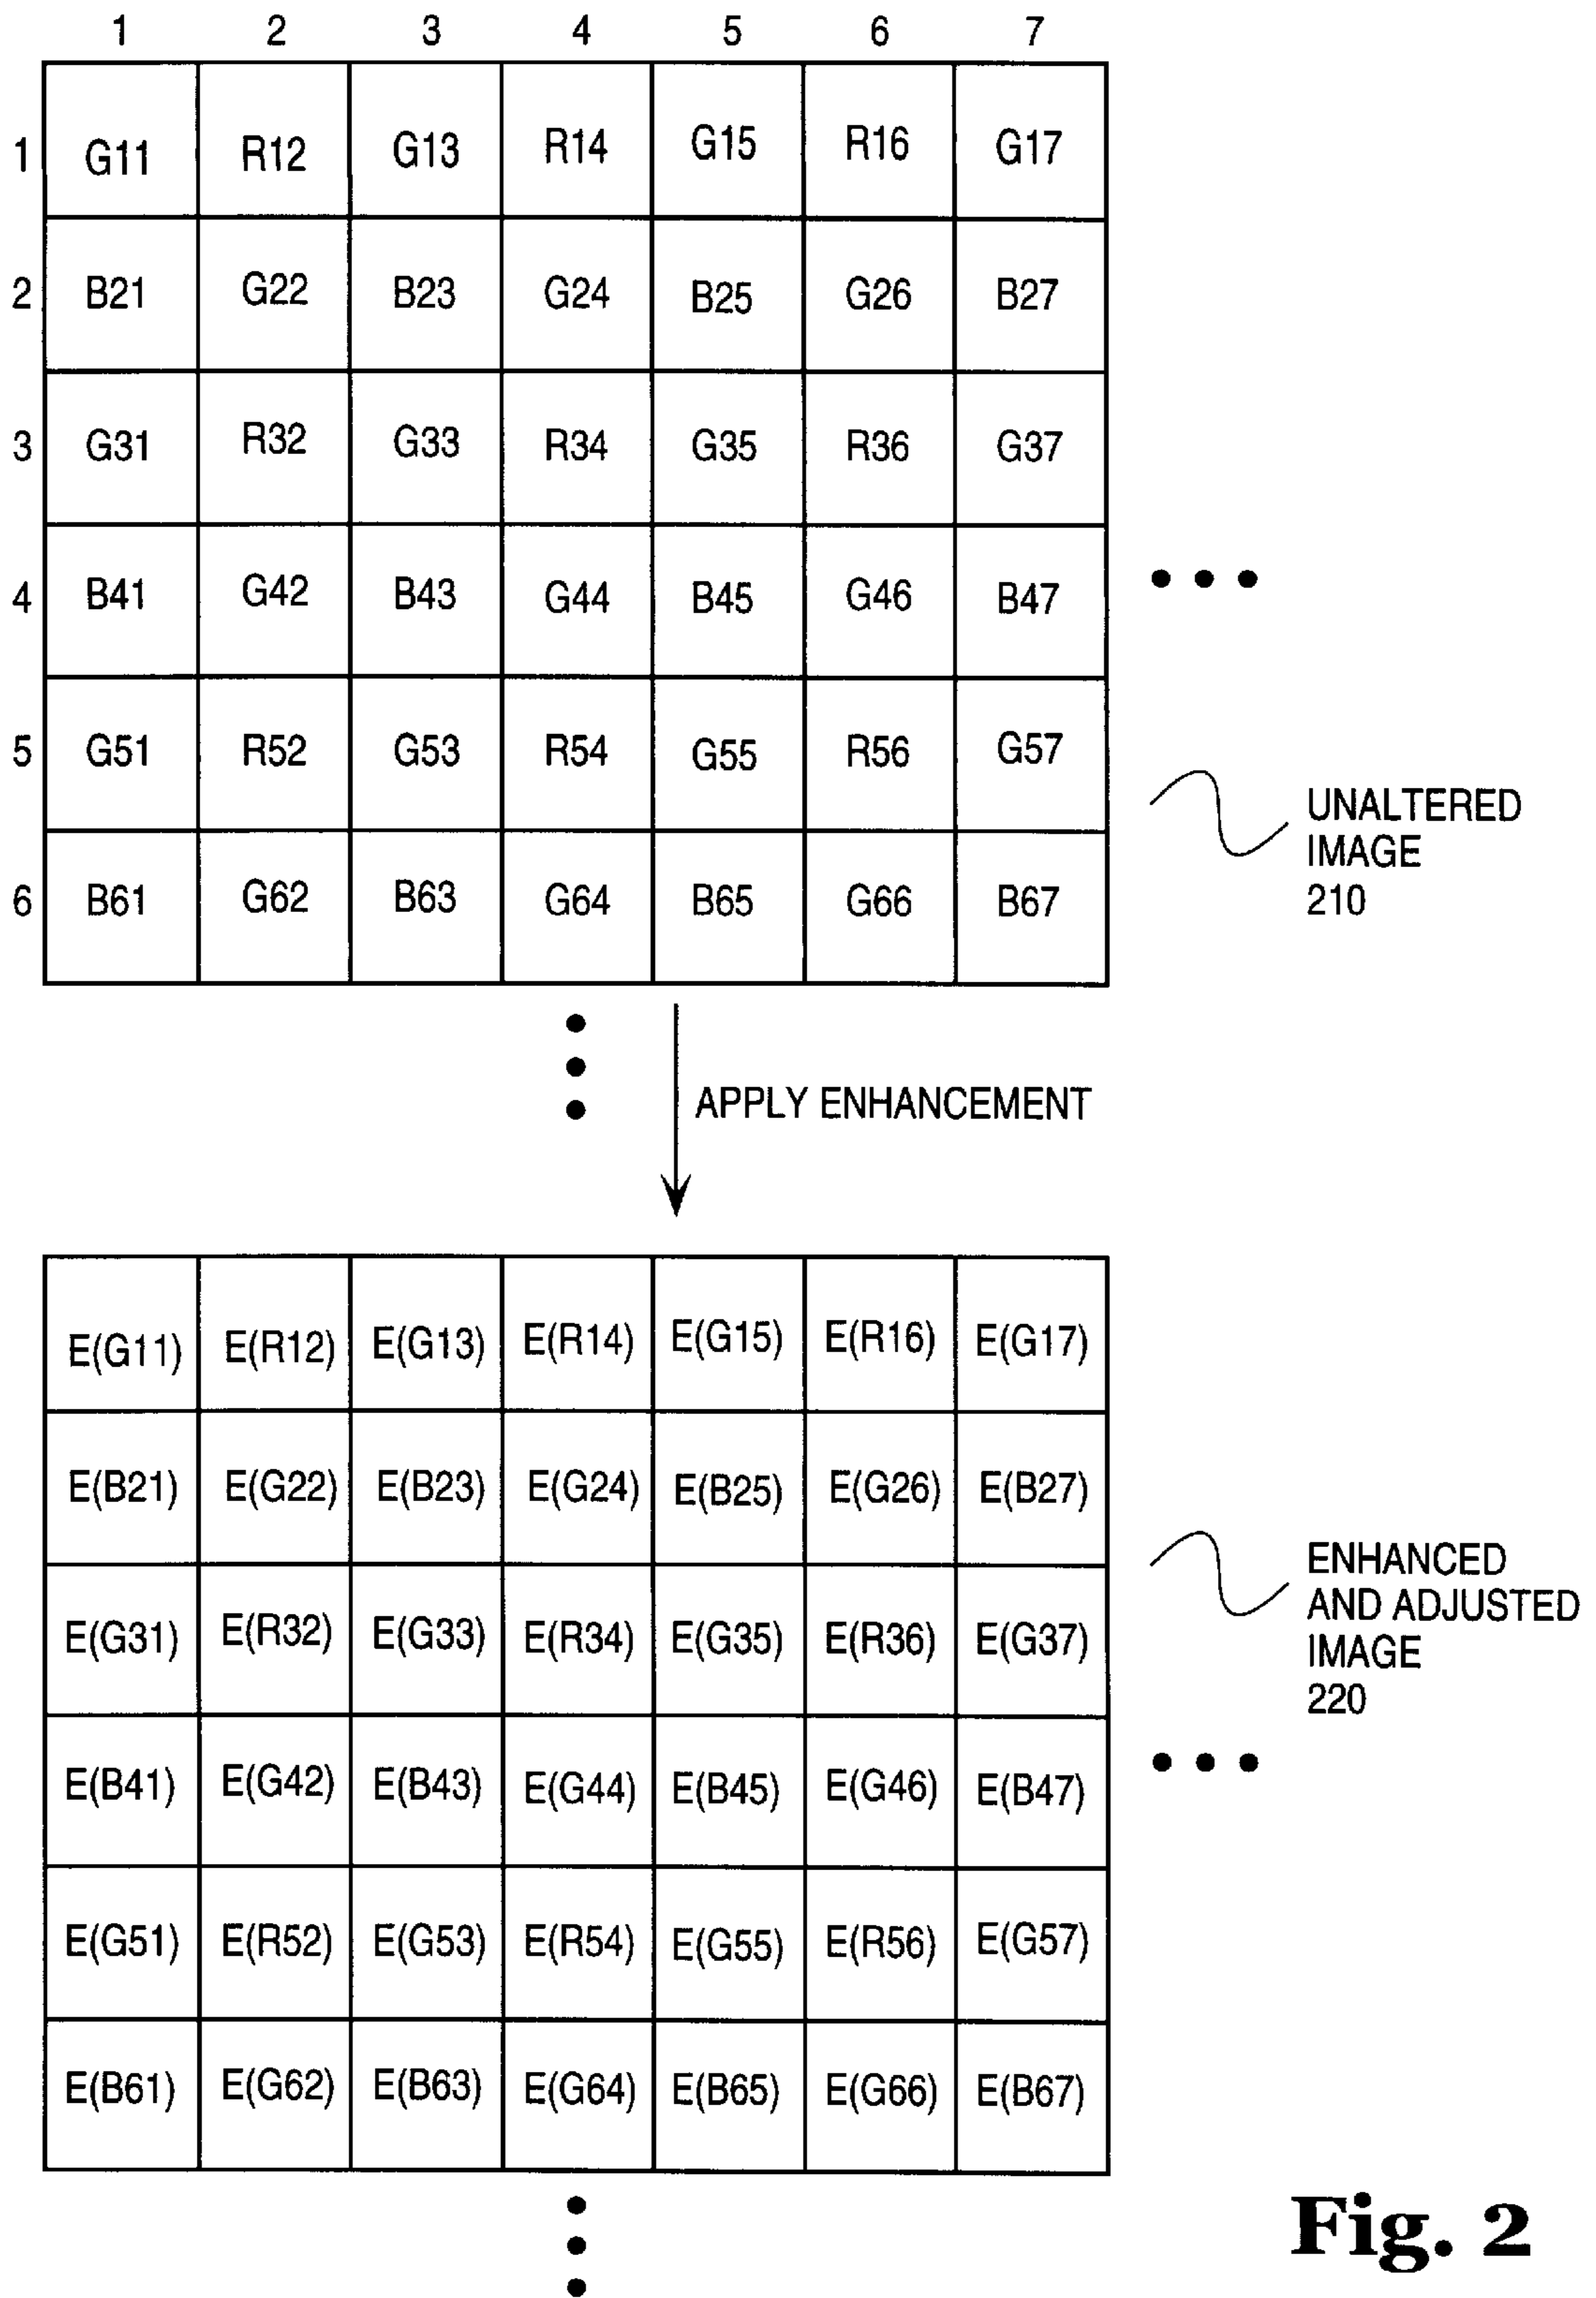 1 2 3 4 5 6 7
1 G11 R12 G13 R14 G15 R16 G17
2 B21 G22 B23 G24 B25 G26 B27
3 G31 R32 G33 R34 G35 R36 G37
4 B41 G42 B43 G44 B45 G46 B47
5 G51 R52 G53 R54 G55 R56 G57
6 B61 G62 B63 G64 B65 G66 B67
UNALTERED
IMAGE
210
APPLY ENHANCEMENT
E(G11) E(R12) E(G13) E(R14) E(G15) E(R16) E(G17)
E(B21) E(G22) E(B23) E(G24) E(B25) E(G26) E(B27)
E(G31) E(R32) E(G33) E(R34) E(G35) E(R36) E(G37)
E(B41) E(G42) E(B43) E(G44) E(B45) E(G46) E(B47)
E(G51) E(R52) E(G53) E(R54) E(G55) E(R56) E(G57)
E(B61) E(G62) E(B63) E(G64) E(B65) E(G66) E(B67)
ENHANCED
AND ADJUSTED
IMAGE
220
Fig. 2